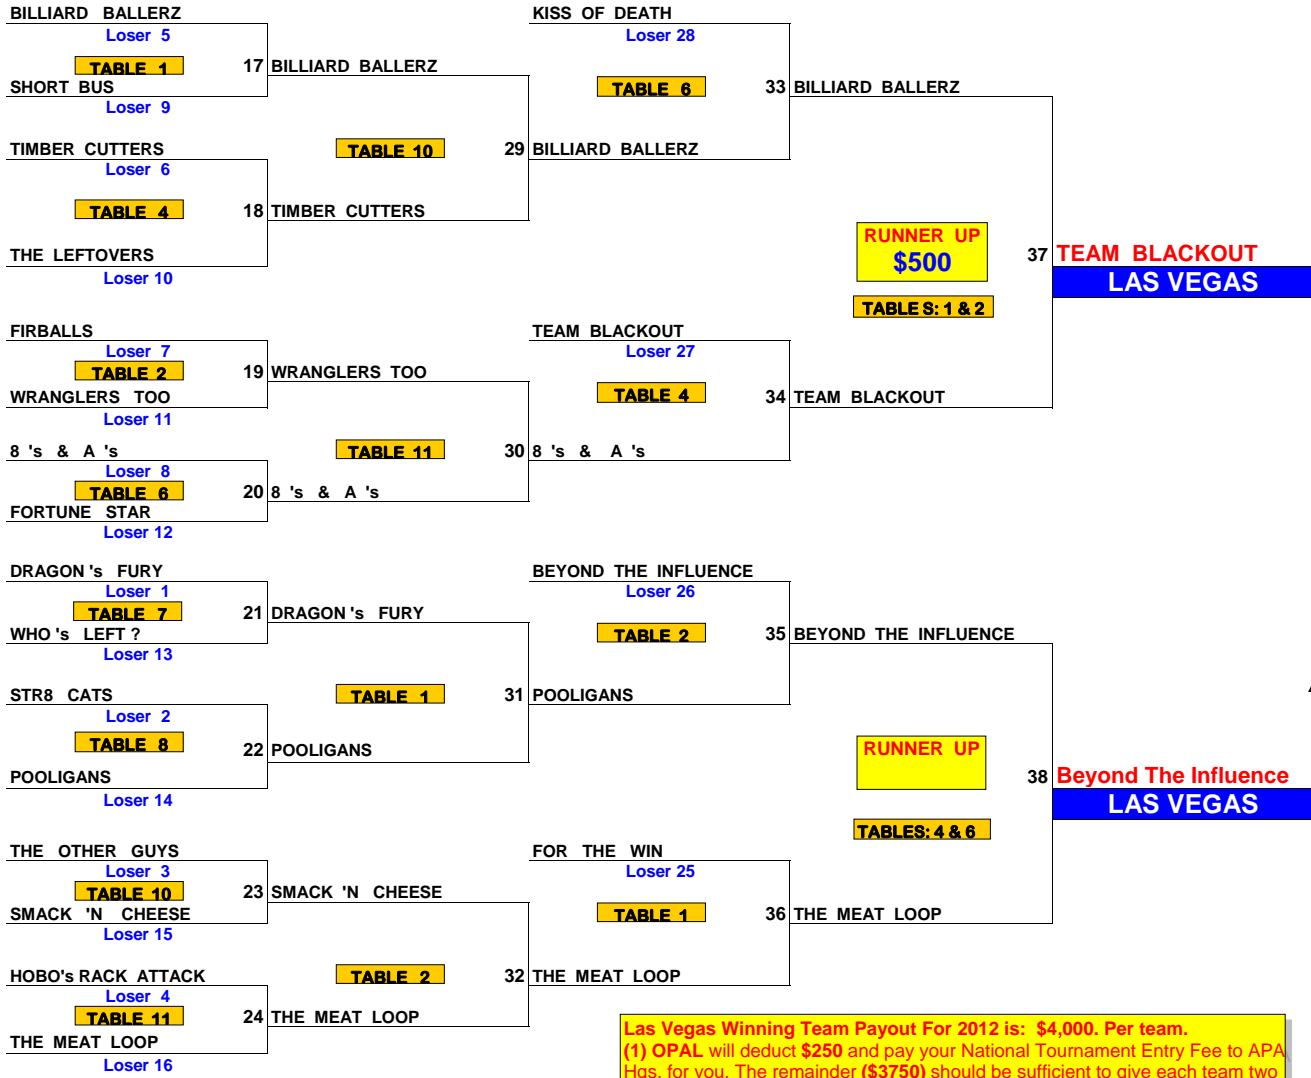 BILLIARD BALLERZ
Loser 5
TABLE 1
SHORT BUS
Loser 9
17 BILLIARD BALLERZ
TIMBER CUTTERS
Loser 6
TABLE 4
18 TIMBER CUTTERS
THE LEFTOVERS
Loser 10
TABLE 10
29 BILLIARD BALLERZ
KISS OF DEATH
Loser 28
TABLE 6
33 BILLIARD BALLERZ
FIRBALLS
Loser 7
TABLE 2
WRANGLERS TOO
Loser 11
19 WRANGLERS TOO
8 's & A 's
Loser 8
TABLE 6
FORTUNE STAR
Loser 12
20 8 's & A 's
TABLE 11
30 8 's & A 's
TEAM BLACKOUT
Loser 27
TABLE 4
34 TEAM BLACKOUT
RUNNER UP
$500
TABLE S: 1 & 2
37 TEAM BLACKOUT
LAS VEGAS
DRAGON 's FURY
Loser 1
TABLE 7
WHO 's LEFT ?
Loser 13
21 DRAGON 's FURY
STR8 CATS
Loser 2
TABLE 8
POOLIGANS
Loser 14
22 POOLIGANS
TABLE 1
31 POOLIGANS
BEYOND THE INFLUENCE
Loser 26
TABLE 2
35 BEYOND THE INFLUENCE
THE OTHER GUYS
Loser 3
TABLE 10
SMACK 'N CHEESE
Loser 15
23 SMACK 'N CHEESE
HOBO's RACK ATTACK
Loser 4
TABLE 11
THE MEAT LOOP
Loser 16
24 THE MEAT LOOP
TABLE 2
32 THE MEAT LOOP
FOR THE WIN
Loser 25
TABLE 1
36 THE MEAT LOOP
RUNNER UP
TABLES: 4 & 6
38 Beyond The Influence
LAS VEGAS
Las Vegas Winning Team Payout For 2012 is: $4,000. Per team.
(1) OPAL will deduct $250 and pay your National Tournament Entry Fee to APA
Hqs. for you. The remainder ($3750) should be sufficient to give each team two